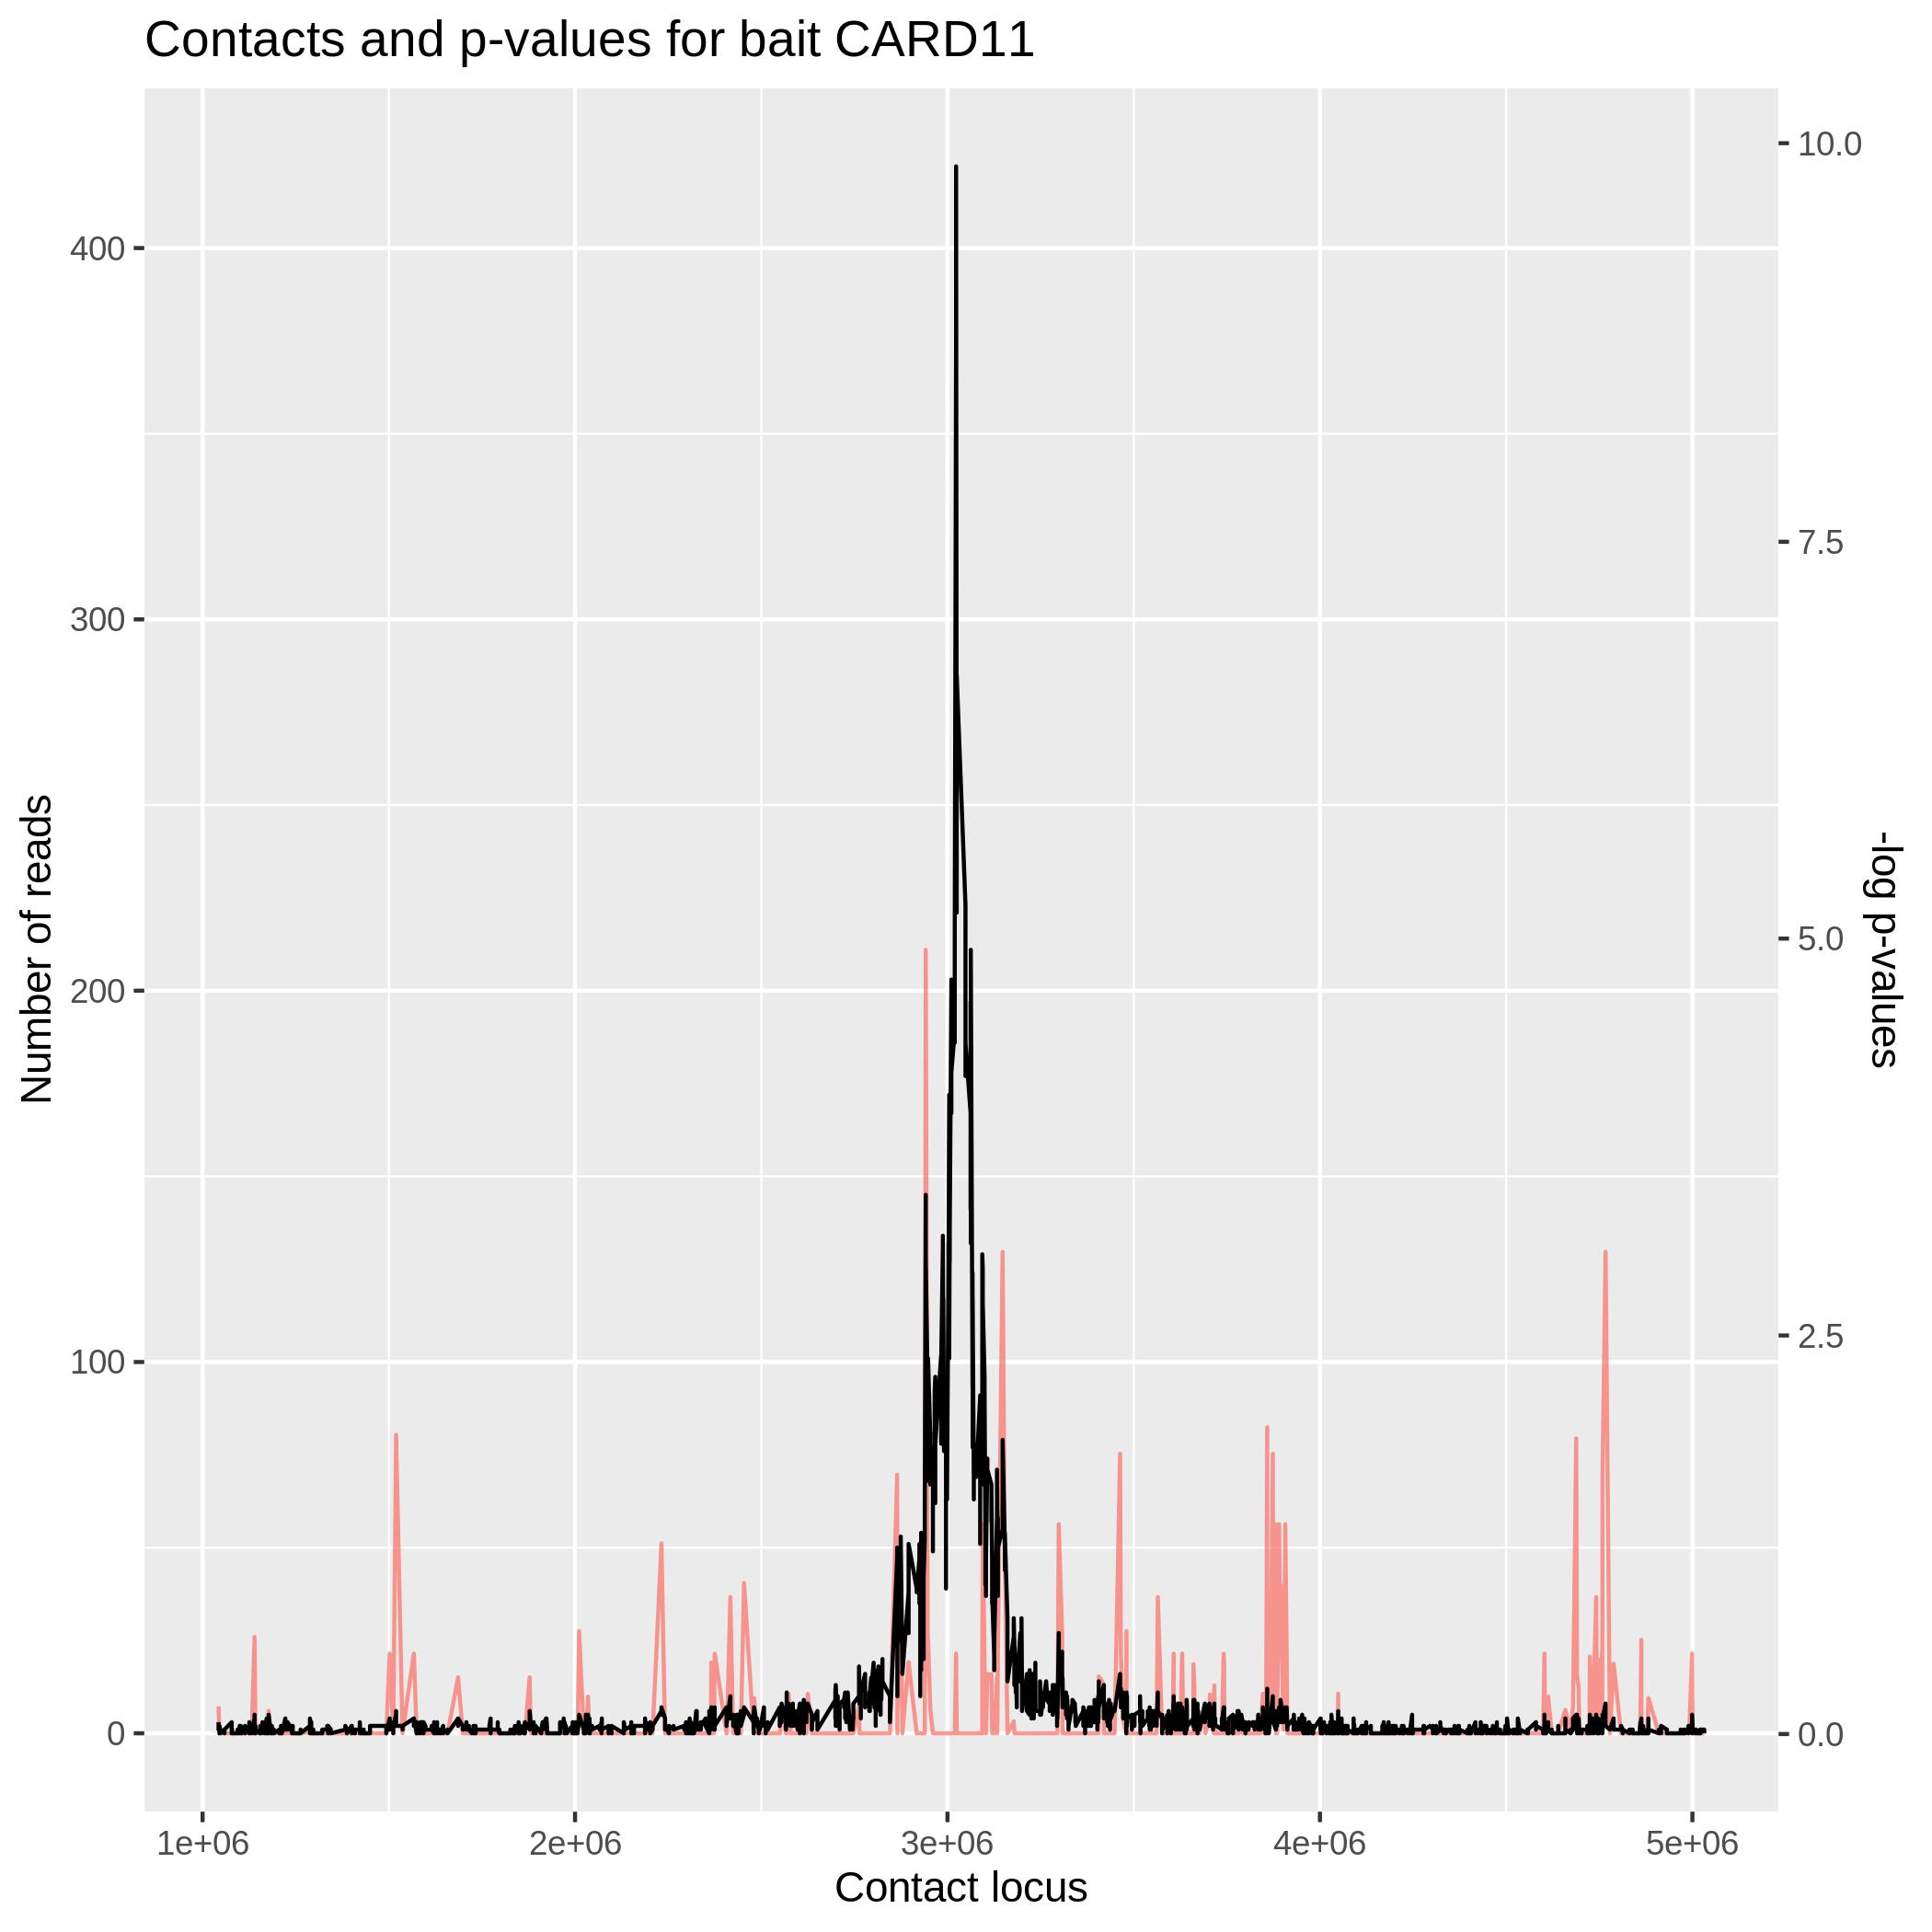 Contacts and p-values for bait CARD11
400
300
200
100
0
Number of reads
10.0
7.5
5.0
2.5
0.0
-log p-values
1e+06
2e+06
3e+06
4e+06
5e+06
Contact locus